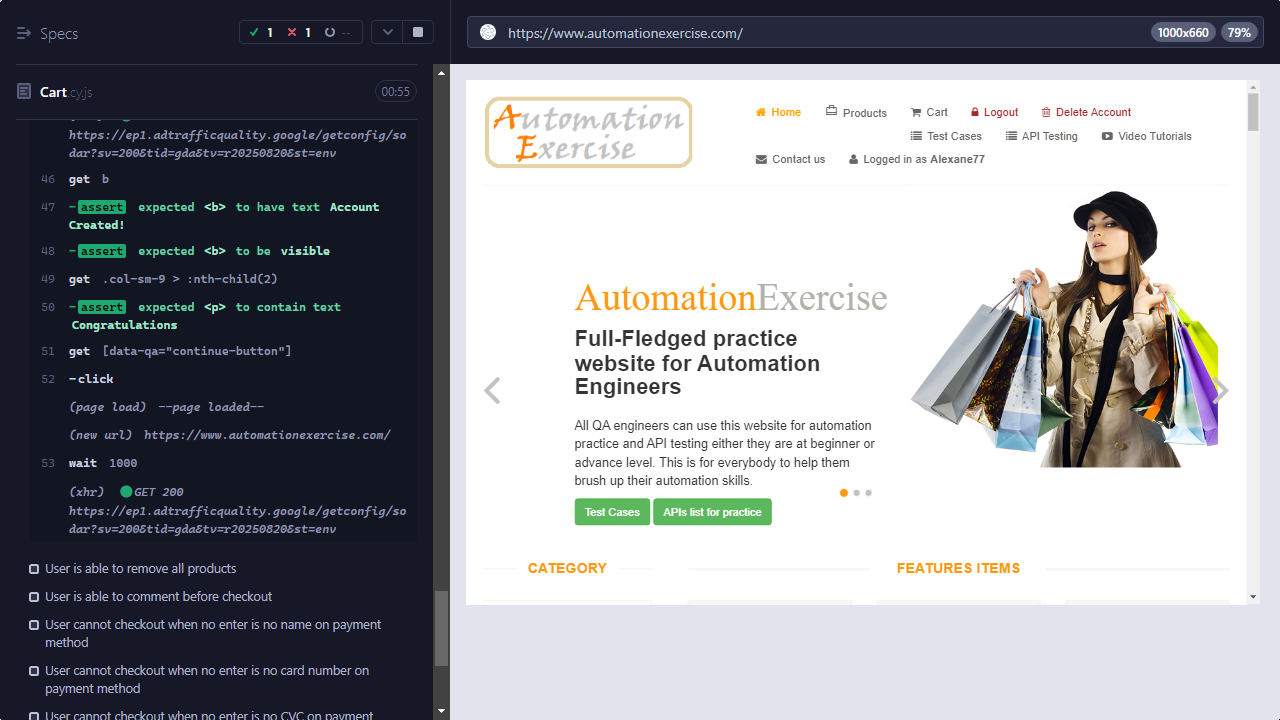 Specs
1
1
--
Cart.cy.js
00:55
https://ep1.adtrafficquality.google/getconfig/so
dar?sv=200&tid=gda&tv=r20250820&st=env
46 get b
47 -assert expected <b> to have text Account
Created!
48 -assert expected <b> to be visible
49 get .col-sm-9 > :nth-child(2)
50 -assert expected <p> to contain text
Congratulations
51 get [data-qa="continue-button"]
52 -click
(page load) --page loaded--
(new url) https://www.automationexercise.com/
53 wait 1000
(xhr) GET 200
https://ep1.adtrafficquality.google/getconfig/so
dar?sv=200&tid=gda&tv=r20250820&st=env
User is able to remove all products
User is able to comment before checkout
User cannot checkout when no enter is no name on payment
method
User cannot checkout when no enter is no card number on
payment method
User cannot checkout when no enter is no CVC on payment
https://www.automationexercise.com/
1000x660
79%
Automation
Exercise
Home
Products
Cart
Logout
Delete Account
Test Cases
API Testing
Video Tutorials
Contact us
Logged in as Alexane77
AutomationExercise
Full-Fledged practice
website for Automation
Engineers
All QA engineers can use this website for automation
practice and API testing either they are at beginner or
advance level. This is for everybody to help them
brush up their automation skills.
Test Cases
APIs list for practice
CATEGORY
FEATURES ITEMS